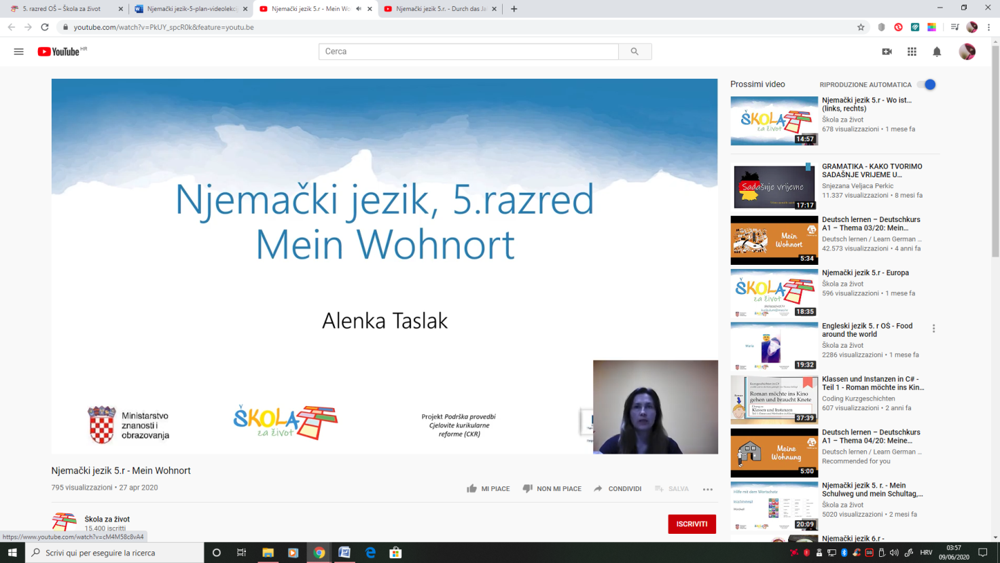 5. razred OŠ – Škola za život
Njemački jezik-5-plan-videolekcij
Njemački jezik 5.r - Mein Wo
Njemački jezik 5.r. - Durch das Ja
youtube.com/watch?v=PkUY_spcR0k&feature=youtu.be
YouTube HR
Cerca
Njemački jezik, 5.razred
Mein Wohnort
Alenka Taslak
Ministarstvo
znanosti i
obrazovanja
ŠKOLA
za život
Projekt Podrška provedbi
Cjelovite kurikularne
reforme (CKR)
Njemački jezik 5.r - Mein Wohnort
795 visualizzazioni • 27 apr 2020
MI PIACE
NON MI PIACE
CONDIVIDI
SALVA
Škola za život
15.400 iscritti
ISCRIVITI
https://www.youtube.com/watch?v=cM4M58c8vA4
Prossimi video
RIPRODUZIONE AUTOMATICA
ŠKOLA
za život
14:57
Njemački jezik 5.r - Wo ist...
(links, rechts)
Škola za život
678 visualizzazioni • 1 mese fa
Sadašnje vrijeme
17:17
GRAMATIKA - KAKO TVORIMO
SADAŠNJE VRIJEME U...
Snjezana Veljaca Perkic
11.337 visualizzazioni • 8 mesi fa
Mein
Wohnort
A1
5:34
Deutsch lernen – Deutschkurs
A1 – Thema 03/20: Mein...
Deutsch lernen / Learn German ...
42.573 visualizzazioni • 4 anni fa
ŠKOLA
za život
18:35
Njemački jezik 5.r - Europa
Škola za život
596 visualizzazioni • 1 mese fa
19:32
Engleski jezik 5. r OŠ - Food
around the world
Škola za život
2286 visualizzazioni • 1 mese fa
Roman möchte ins Kino
gehen und braucht Knete
Klassen und Instanzen
37:39
Klassen und Instanzen in C# -
Teil 1 - Roman möchte ins Kin...
Coding Kurzgeschichten
607 visualizzazioni • 2 anni fa
Meine
Wohnung
A1
5:00
Deutsch lernen – Deutschkurs
A1 – Thema 04/20: Meine...
Deutsch lernen / Learn German ...
Recommended for you
Hilfe mit dem Wortschatz
20:09
Njemački jezik 5. r. - Mein
Schulweg und mein Schultag,...
Škola za život
5020 visualizzazioni • 2 mesi fa
Njemački jezik 6.r -
Scrivi qui per eseguire la ricerca
HRV
03:57
09/06/2020